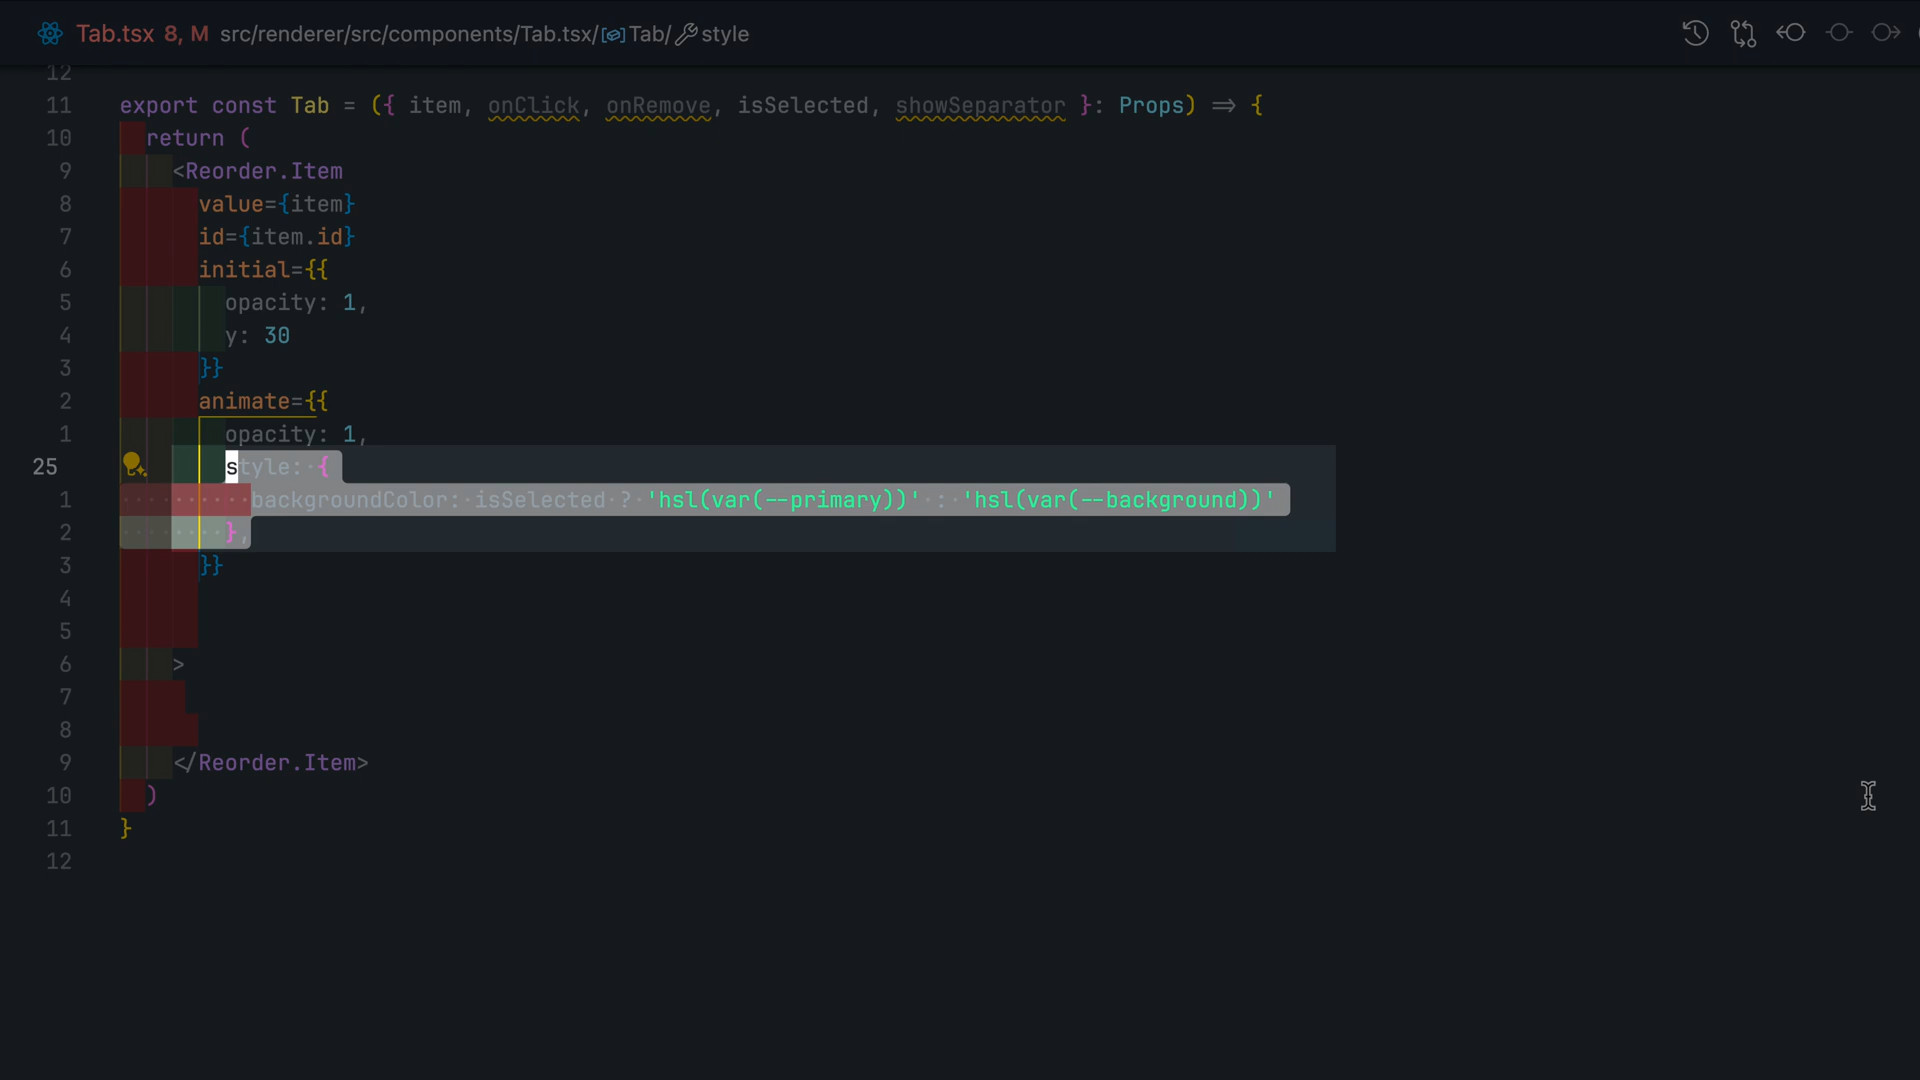 Tab.tsx 8, M src/renderer/src/components/Tab.tsx/Tab/style
12
11 export const Tab = ({ item, onClick, onRemove, isSelected, showSeparator }: Props) => {
10 return (
9 <Reorder.Item
8 value={item}
7 id={item.id}
6 initial={{
5 opacity: 1,
4 y: 30
3 }}
2 animate={{
1 opacity: 1,
25 style: {
1 backgroundColor: isSelected ? 'hsl(var(--primary))' : 'hsl(var(--background))'
2 },
3 }}
4
5
6 >
7
8
9 </Reorder.Item>
10 )
11 }
12